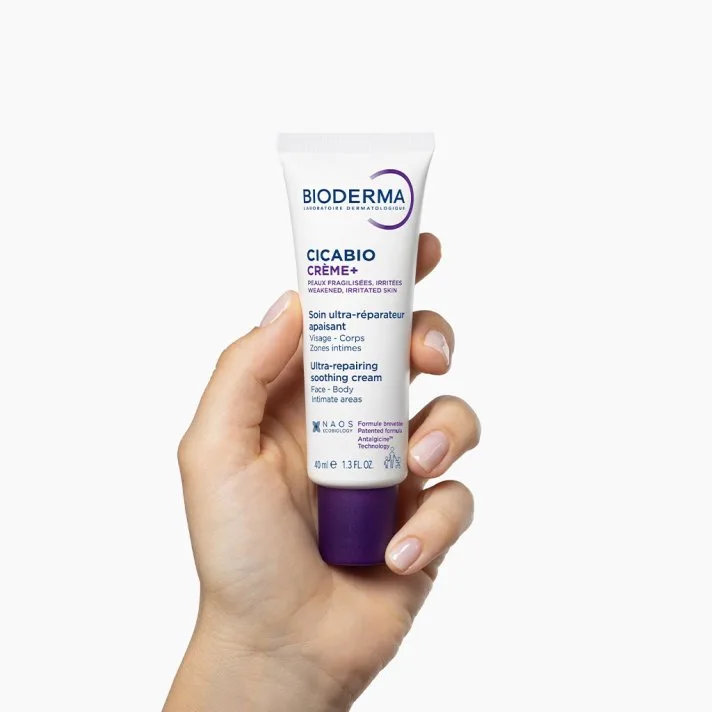 BIODERMA
LABORATOIRE DERMATOLOGIQUE
CICABIO
CRÈME+
PEAUX FRAGILISÉES, IRRITÉES
WEAKENED, IRRITATED SKIN
Soin ultra-réparateur
apaisant
Visage - Corps
Zones intimes
Ultra-repairing
soothing cream
Face - Body
Intimate areas
NAOS
ECOBIOLOGY
Formule brevetée
Patented formula
Antalgicine™
Technology
40 ml ℮ 1.3 FL. OZ.